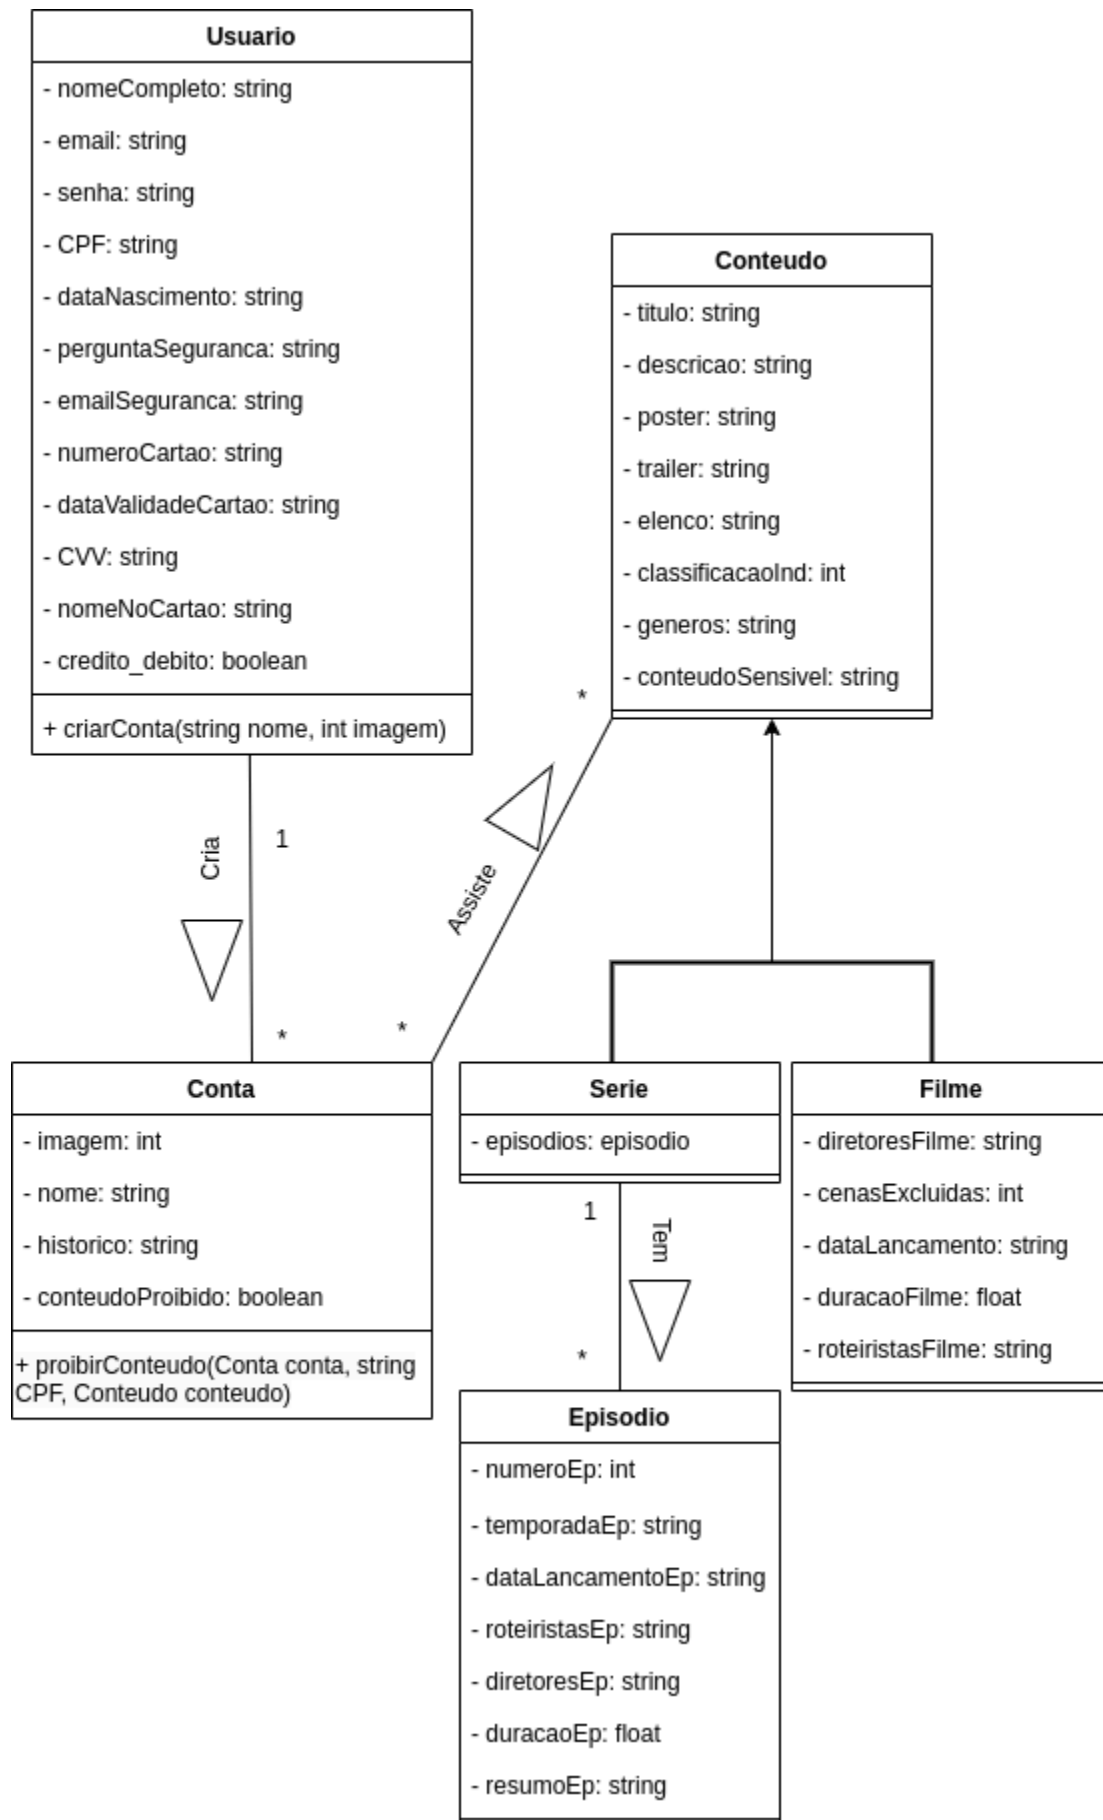 Usuario
- nomeCompleto: string
- email: string
- senha: string
- CPF: string
- dataNascimento: string
- perguntaSeguranca: string
- emailSeguranca: string
- numeroCartao: string
- dataValidadeCartao: string
- CVV: string
- nomeNoCartao: string
- credito_debito: boolean
+ criarConta(string nome, int imagem)
Conteudo
- titulo: string
- descricao: string
- poster: string
- trailer: string
- elenco: string
- classificacaoInd: int
- generos: string
- conteudoSensivel: string
*
1
Cria
Assiste
*
*
Conta
- imagem: int
- nome: string
- historico: string
- conteudoProibido: boolean
+ proibirConteudo(Conta conta, string
CPF, Conteudo conteudo)
Serie
- episodios: episodio
Filme
- diretoresFilme: string
- cenasExcluidas: int
- dataLancamento: string
- duracaoFilme: float
- roteiristasFilme: string
1
Tem
*
Episodio
- numeroEp: int
- temporadaEp: string
- dataLancamentoEp: string
- roteiristasEp: string
- diretoresEp: string
- duracaoEp: float
- resumoEp: string